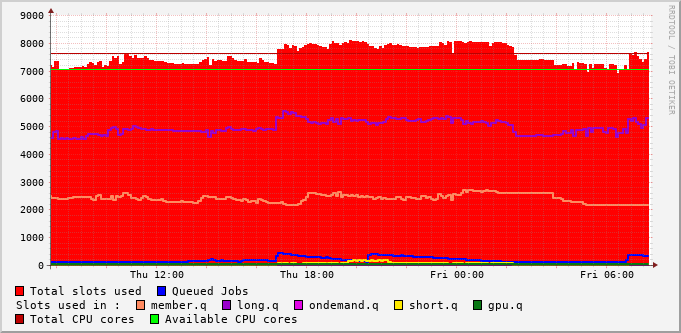 9000
8000
7000
6000
5000
4000
3000
2000
1000
0
Thu 12:00 Thu 18:00 Fri 00:00 Fri 06:00
RRDTOOL / TOBI OETIKER
Total slots used Queued Jobs
Slots used in : member.q long.q ondemand.q short.q gpu.q
Total CPU cores Available CPU cores